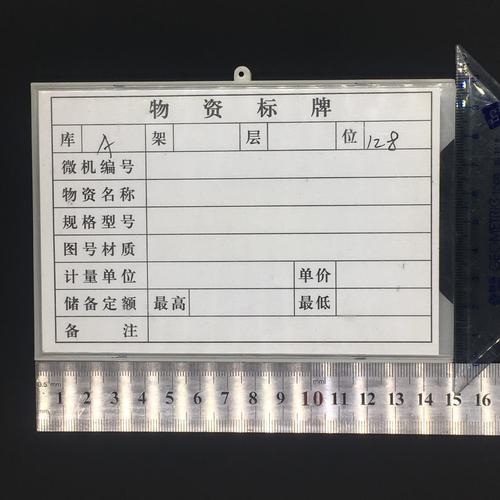 物资标牌
库 A 架 层 位 128
微机编号
物资名称
规格型号
图号材质
计量单位 单价
储备定额 最高 最低
备注
0.5mm mm
1 2 3 4 5 6 7 8 9 10 11 12 13 14 15 16